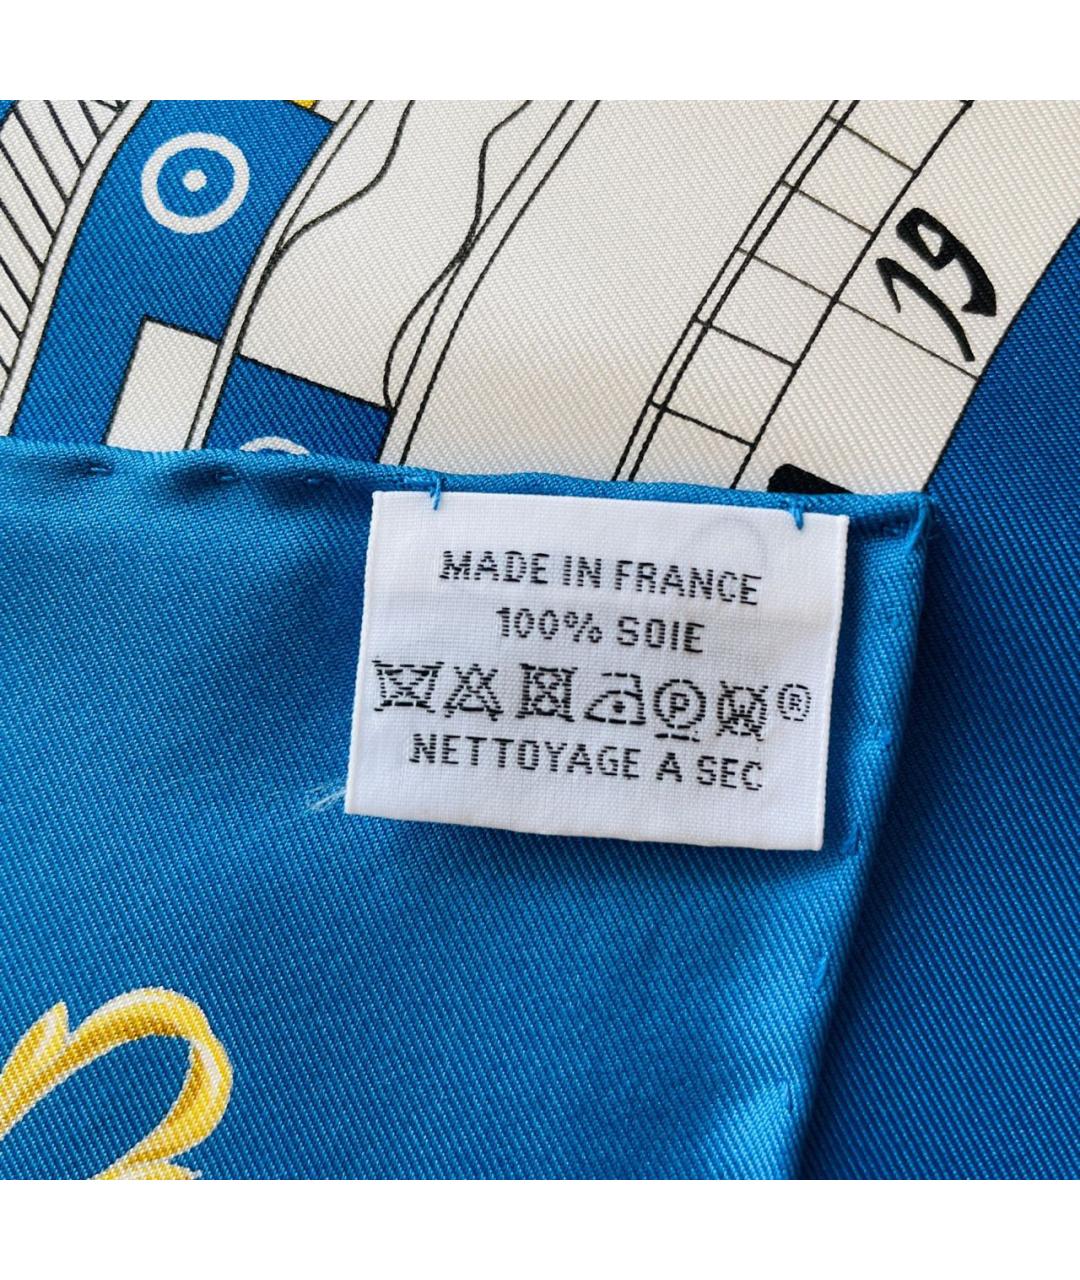 19
MADE IN FRANCE
100% SOIE
P W ®
NETTOYAGE A SEC